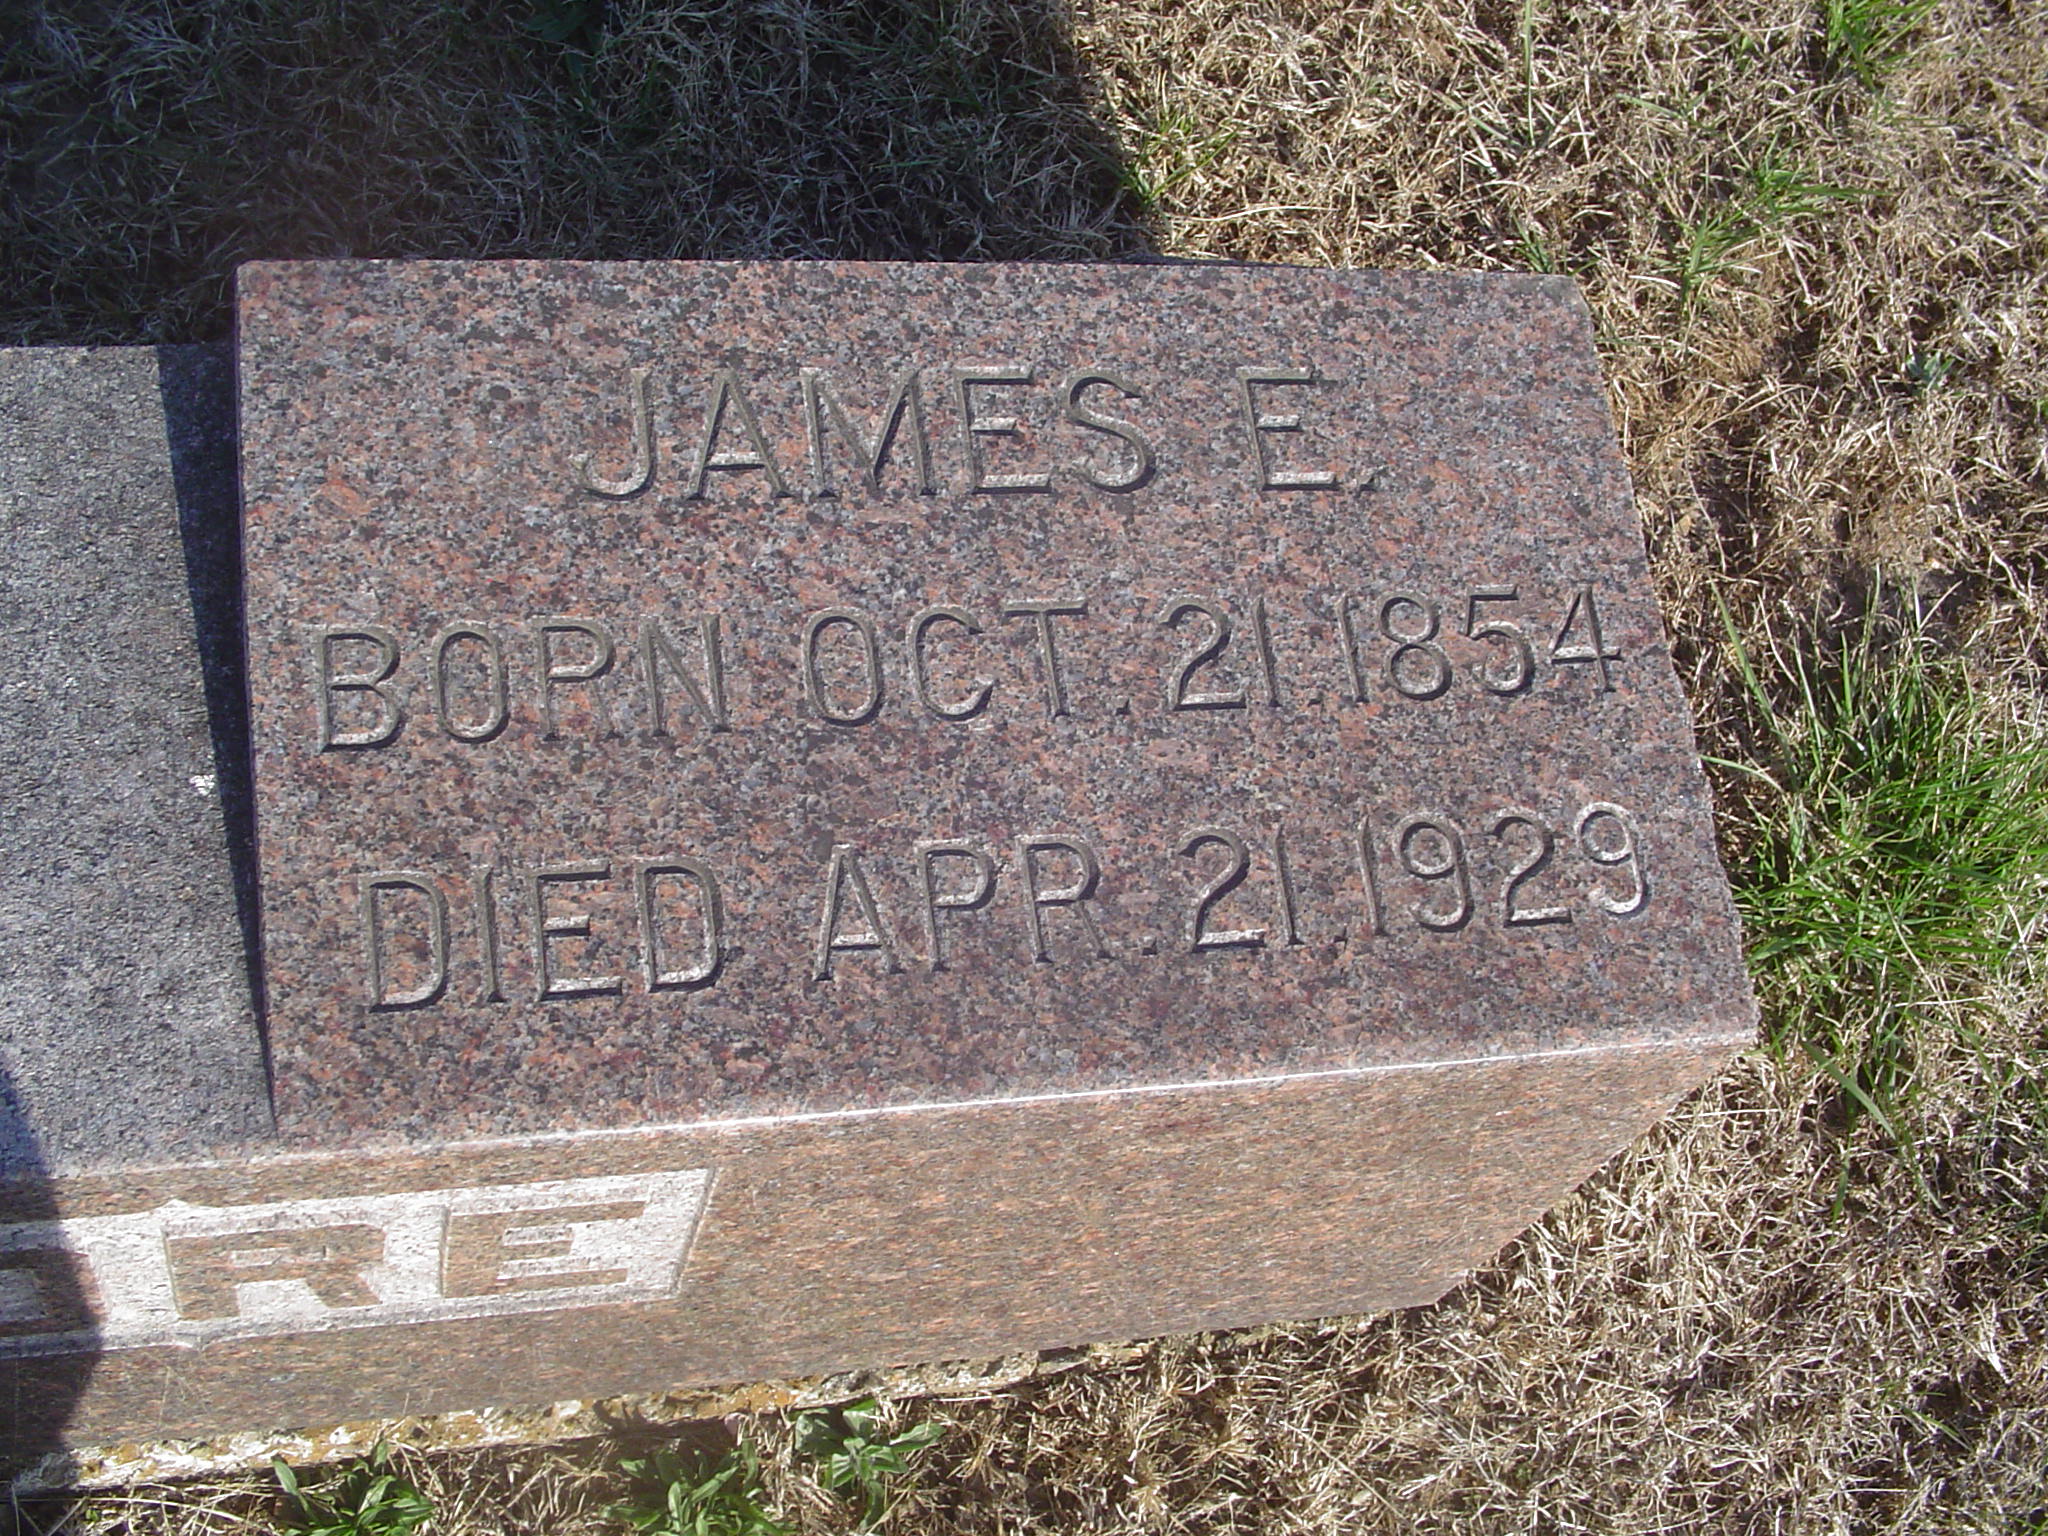 JAMES E.
BORN OCT. 21, 1854
DIED APR. 21, 1929
RE